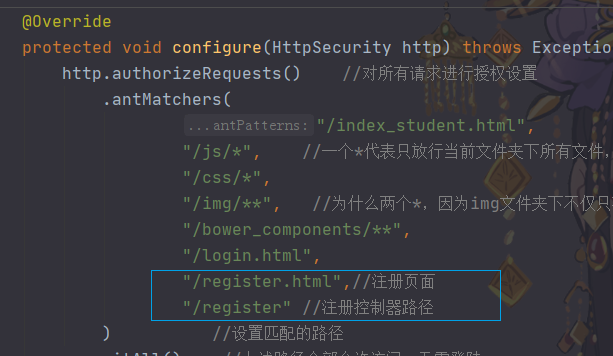 @Override
protected void configure(HttpSecurity http) throws Exceptio
http.authorizeRequests() //对所有请求进行授权设置
.antMatchers(
...antPatterns: "/index_student.html",
"/js/*", //一个*代表只放行当前文件夹下所有文件,
"/css/*",
"/img/**", //为什么两个*，因为img文件夹下不仅只
"/bower_components/**",
"/login.html",
"/register.html",//注册页面
"/register" //注册控制器路径
) //设置匹配的路径